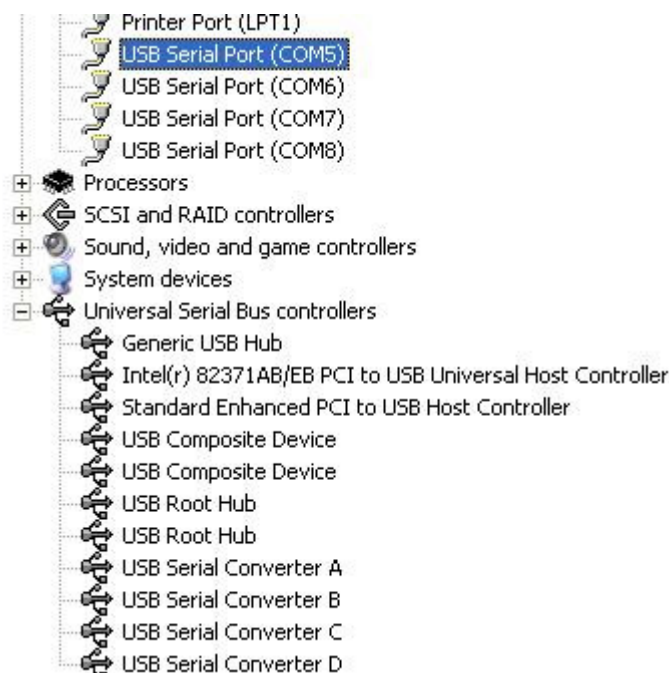 Printer Port (LPT1)
USB Serial Port (COM5)
USB Serial Port (COM6)
USB Serial Port (COM7)
USB Serial Port (COM8)
Processors
SCSI and RAID controllers
Sound, video and game controllers
System devices
Universal Serial Bus controllers
Generic USB Hub
Intel(r) 82371AB/EB PCI to USB Universal Host Controller
Standard Enhanced PCI to USB Host Controller
USB Composite Device
USB Composite Device
USB Root Hub
USB Root Hub
USB Serial Converter A
USB Serial Converter B
USB Serial Converter C
USB Serial Converter D